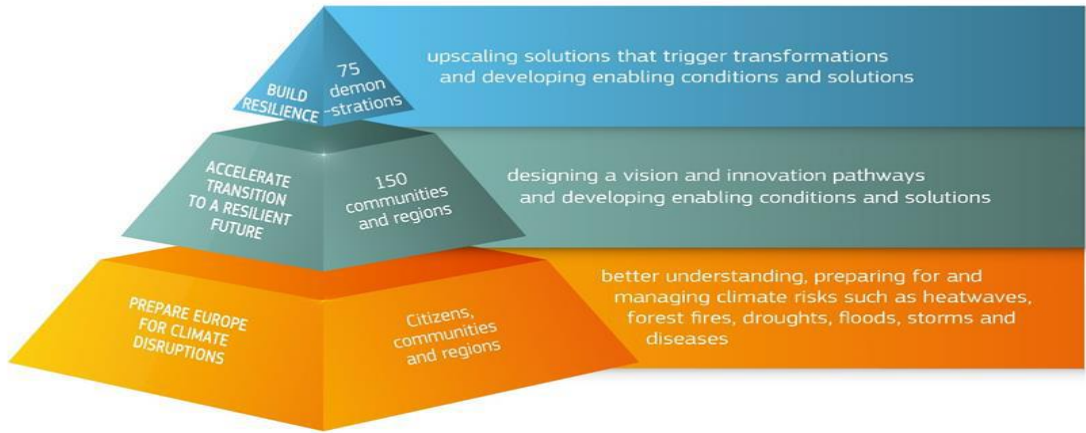 BUILD
RESILIENCE
75
demon
-strations
upscaling solutions that trigger transformations
and developing enabling conditions and solutions
ACCELERATE
TRANSITION
TO A RESILIENT
FUTURE
150
communities
and regions
designing a vision and innovation pathways
and developing enabling conditions and solutions
PREPARE EUROPE
FOR CLIMATE
DISRUPTIONS
Citizens,
communities
and regions
better understanding, preparing for and
managing climate risks such as heatwaves,
forest fires, droughts, floods, storms and
diseases